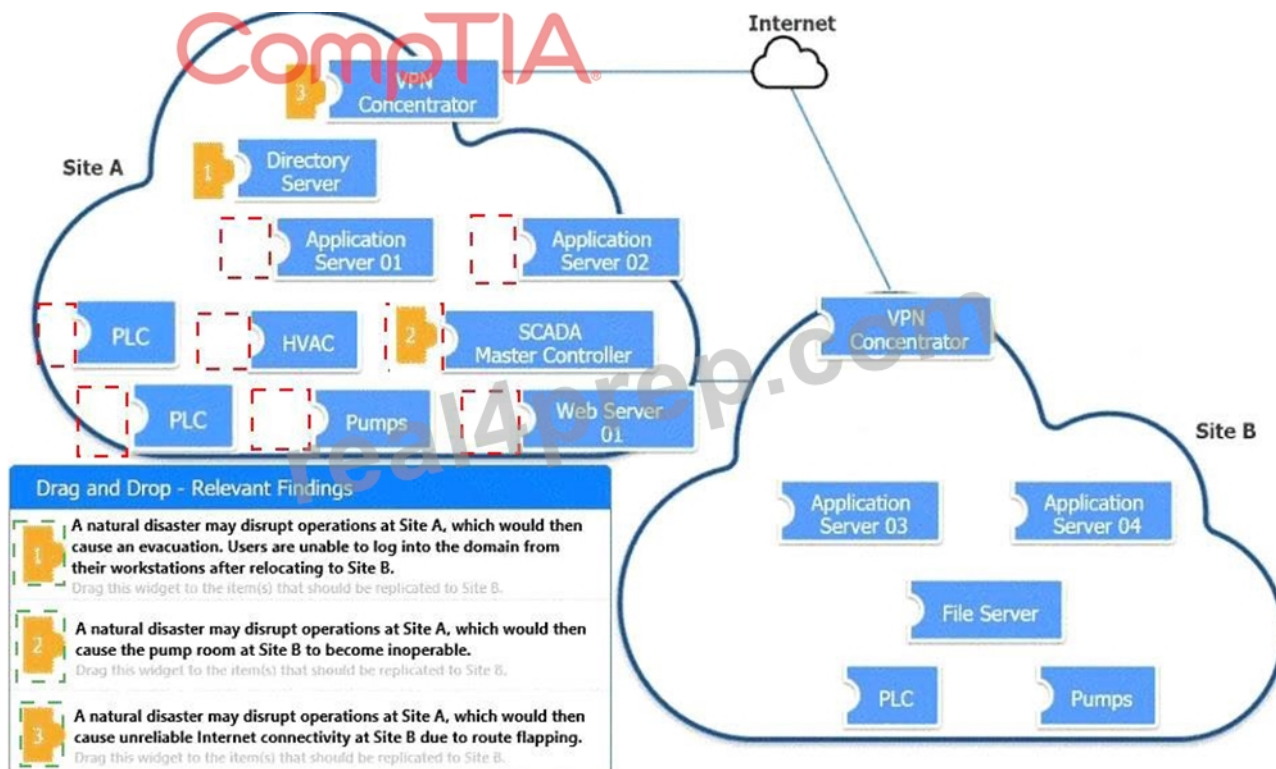 CompTIA®
Internet
Site A
3
VPN
Concentrator
1
Directory
Server
Application
Server 01
Application
Server 02
PLC
HVAC
2
SCADA
Master Controller
PLC
Pumps
Web Server
01
VPN
Concentrator
Site B
Application
Server 03
Application
Server 04
File Server
PLC
Pumps
real4prep.com
Drag and Drop - Relevant Findings
1
A natural disaster may disrupt operations at Site A, which would then
cause an evacuation. Users are unable to log into the domain from
their workstations after relocating to Site B.
Drag this widget to the item(s) that should be replicated to Site B.
2
A natural disaster may disrupt operations at Site A, which would then
cause the pump room at Site B to become inoperable.
Drag this widget to the item(s) that should be replicated to Site B.
3
A natural disaster may disrupt operations at Site A, which would then
cause unreliable Internet connectivity at Site B due to route flapping.
Drag this widget to the item(s) that should be replicated to Site B.